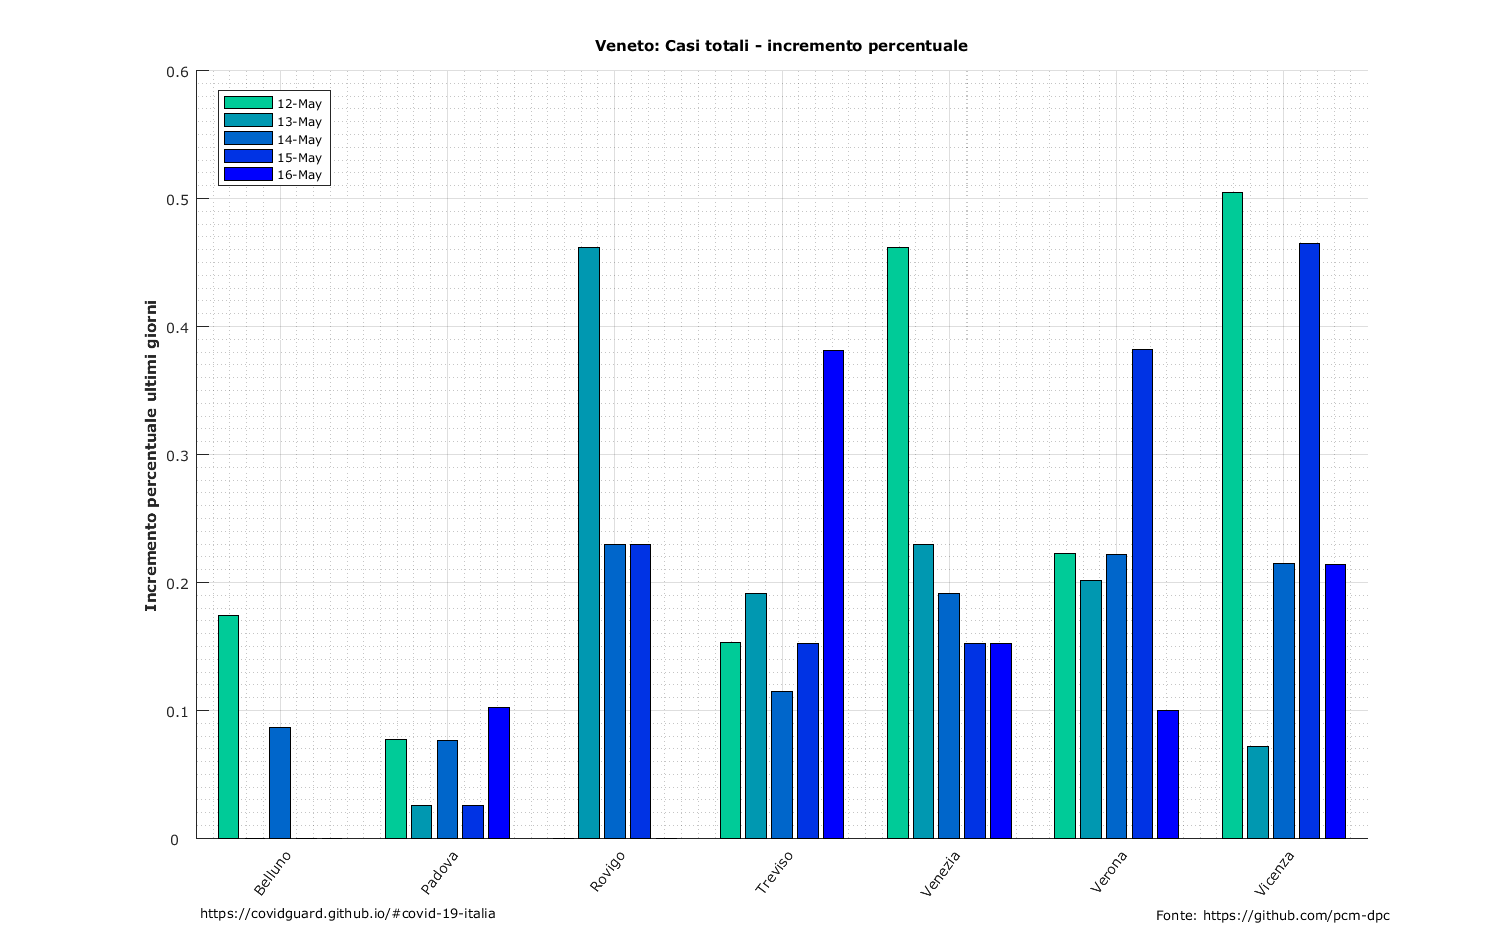 Veneto: Casi totali - incremento percentuale
Incremento percentuale ultimi giorni
0.6
0.5
0.4
0.3
0.2
0.1
0
12-May
13-May
14-May
15-May
16-May
Belluno
Padova
Rovigo
Treviso
Venezia
Verona
Vicenza
https://covidguard.github.io/#covid-19-italia
Fonte: https://github.com/pcm-dpc